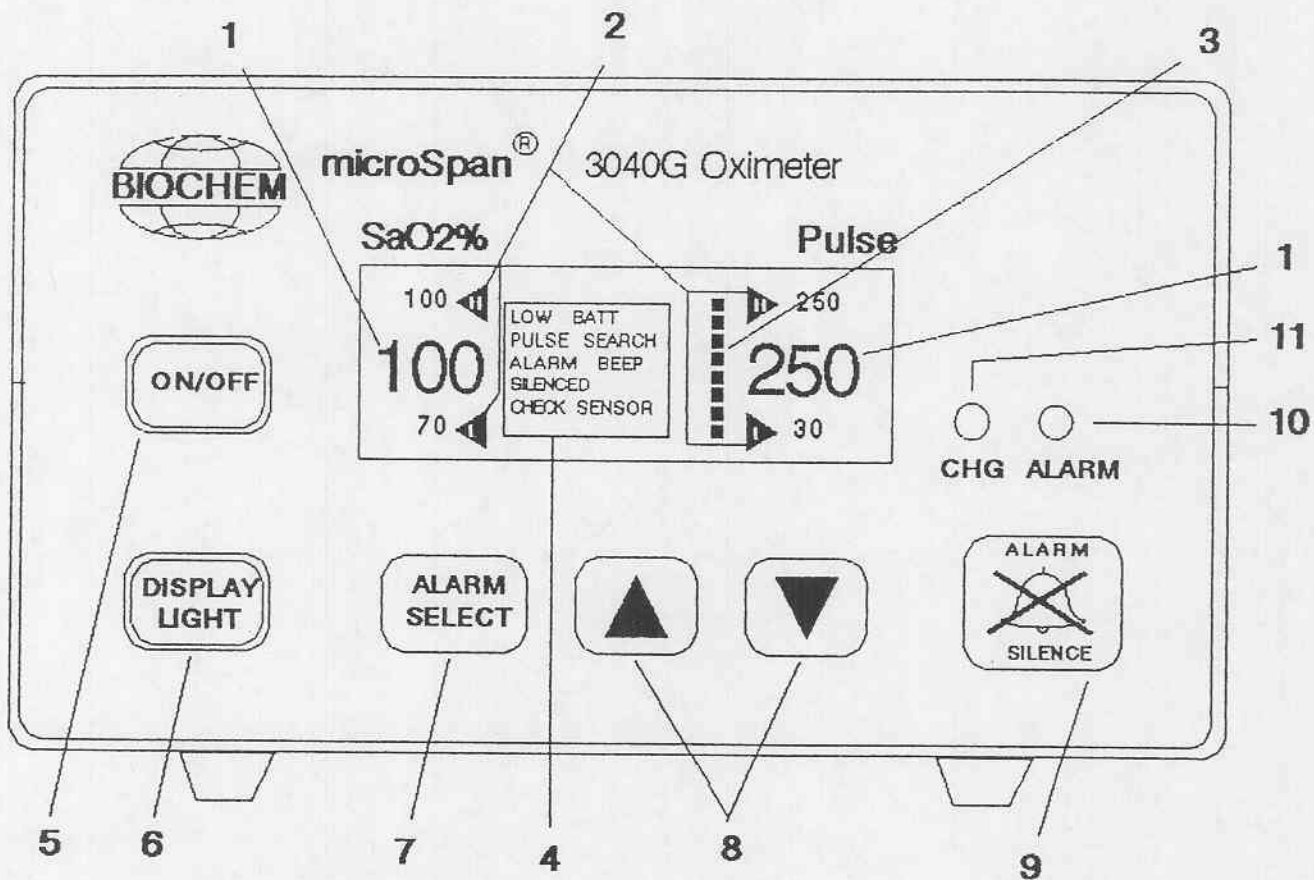 1
2
3
BIOCHEM
microSpan® 3040G Oximeter
SaO2%
Pulse
1
100
H
LOW BATT
PULSE SEARCH
ALARM BEEP
SILENCED
CHECK SENSOR
H
250
100
250
70
L
L
30
ON/OFF
11
10
CHG
ALARM
DISPLAY
LIGHT
ALARM
SELECT
ALARM
SILENCE
5
6
7
4
8
9